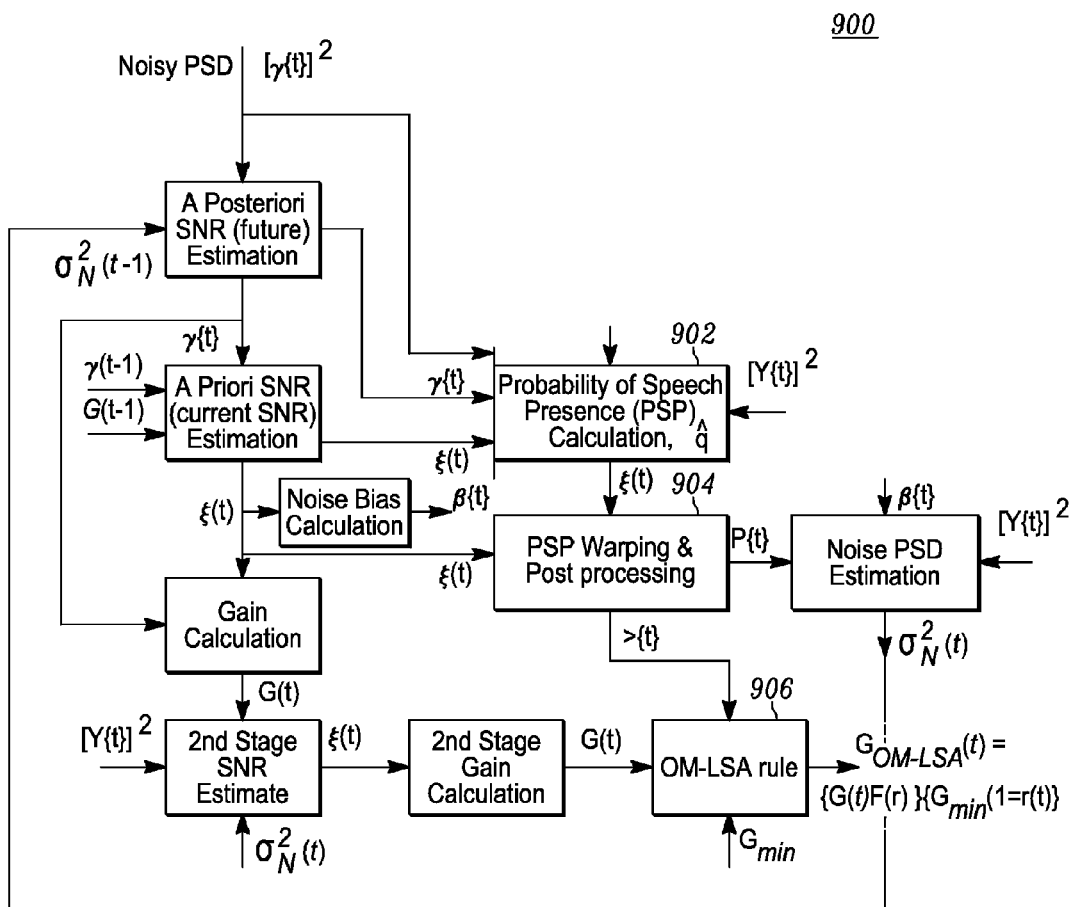 900
Noisy PSD
[γ{t}]²
A Posteriori
SNR (future)
Estimation
σ²N(t-1)
γ{t}
γ(t-1)
G(t-1)
A Priori SNR
(current SNR)
Estimation
γ{t}
ξ(t)
902
Probability of Speech
Presence (PSP)
Calculation, q̂
[Y{t}]²
ξ(t)
Noise Bias
Calculation
β{t}
ξ(t)
904
PSP Warping &
Post processing
ξ(t)
P{t}
β{t}
Noise PSD
Estimation
[Y{t}]²
Gain
Calculation
>{t}
σ²N(t)
G(t)
[Y{t}]²
2nd Stage
SNR
Estimate
ξ(t)
2nd Stage
Gain
Calculation
G(t)
906
OM-LSA rule
GOM-LSA(t) =
{G(t)F(r) }{Gmin(1=r(t)}
σ²N(t)
Gmin